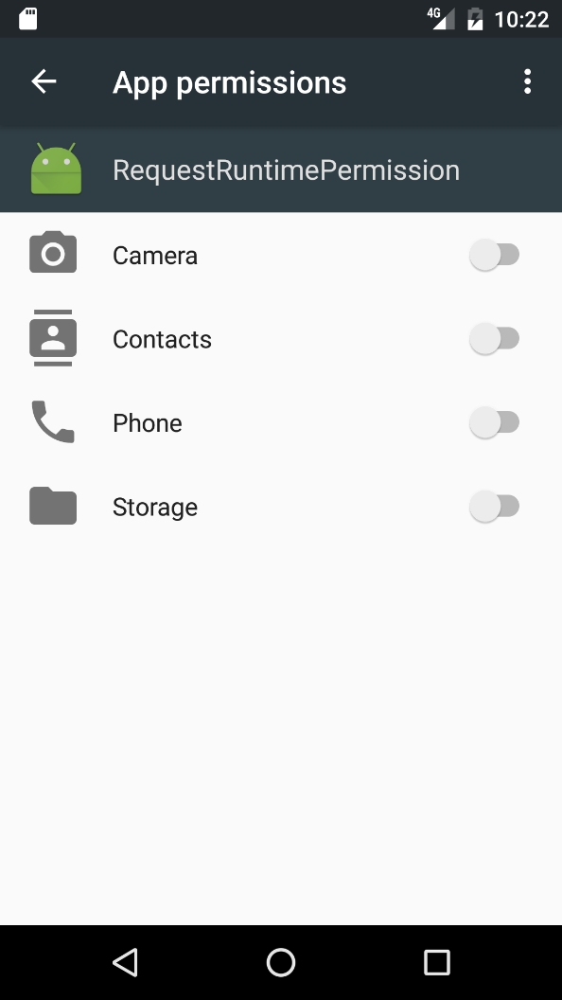 4G 10:22
App permissions
RequestRuntimePermission
Camera
Contacts
Phone
Storage